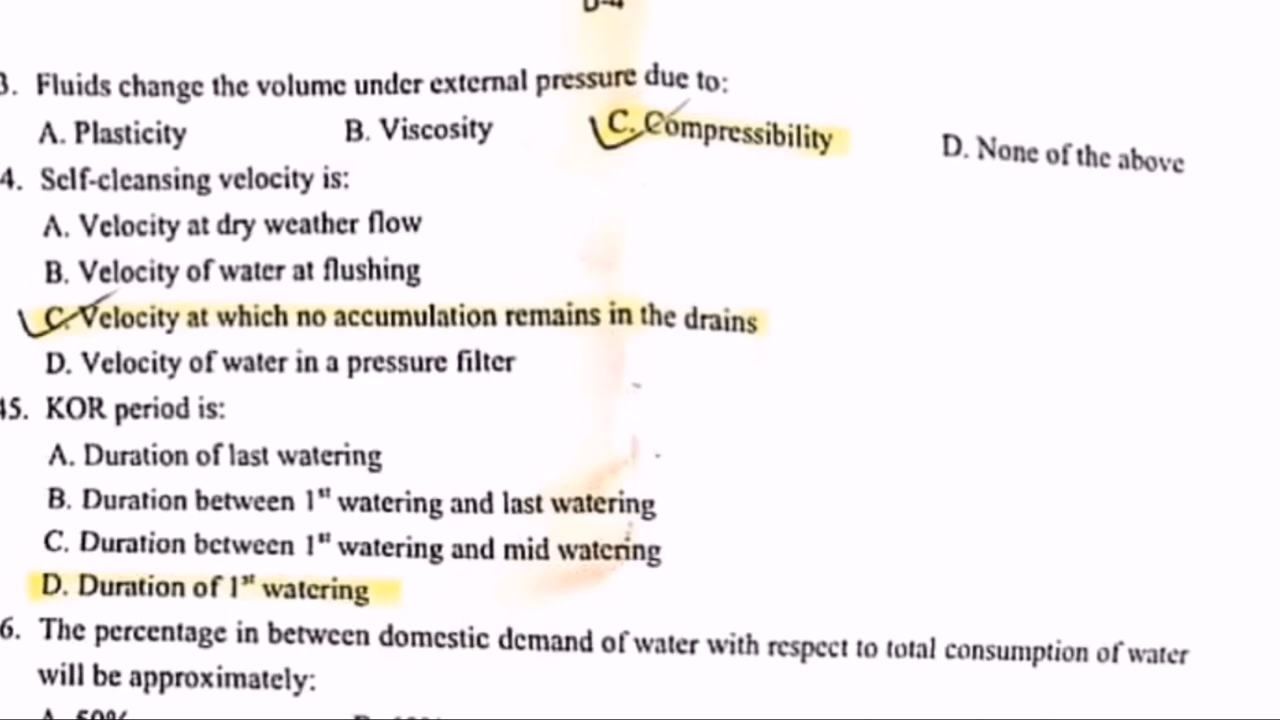 3. Fluids change the volume under external pressure due to:
A. Plasticity B. Viscosity C. Compressibility D. None of the above
4. Self-cleansing velocity is:
A. Velocity at dry weather flow
B. Velocity of water at flushing
C. Velocity at which no accumulation remains in the drains
D. Velocity of water in a pressure filter
45. KOR period is:
A. Duration of last watering
B. Duration between 1st watering and last watering
C. Duration between 1st watering and mid watering
D. Duration of 1st watering
6. The percentage in between domestic demand of water with respect to total consumption of water
will be approximately:
A. 50%